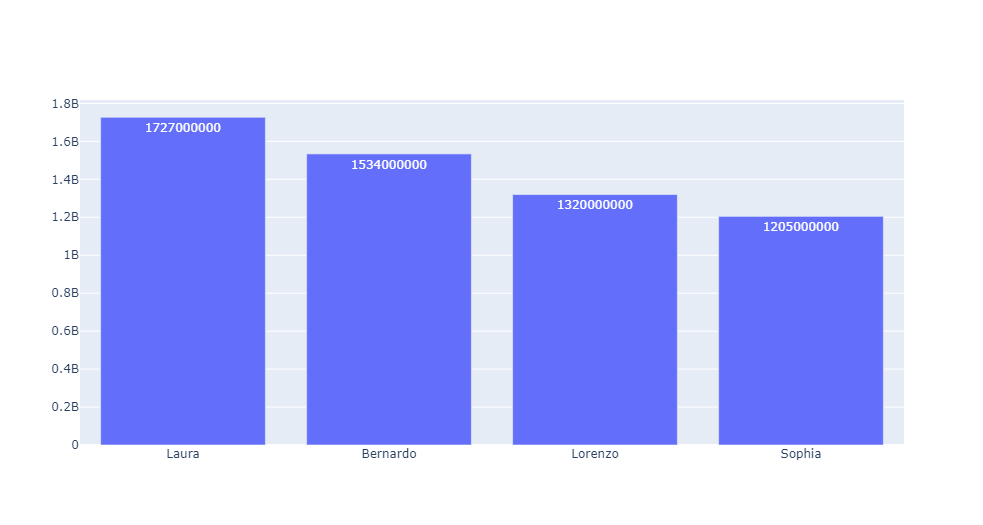 1.8B
1.6B
1.4B
1.2B
1B
0.8B
0.6B
0.4B
0.2B
0
1727000000
1534000000
1320000000
1205000000
Laura Bernardo Lorenzo Sophia